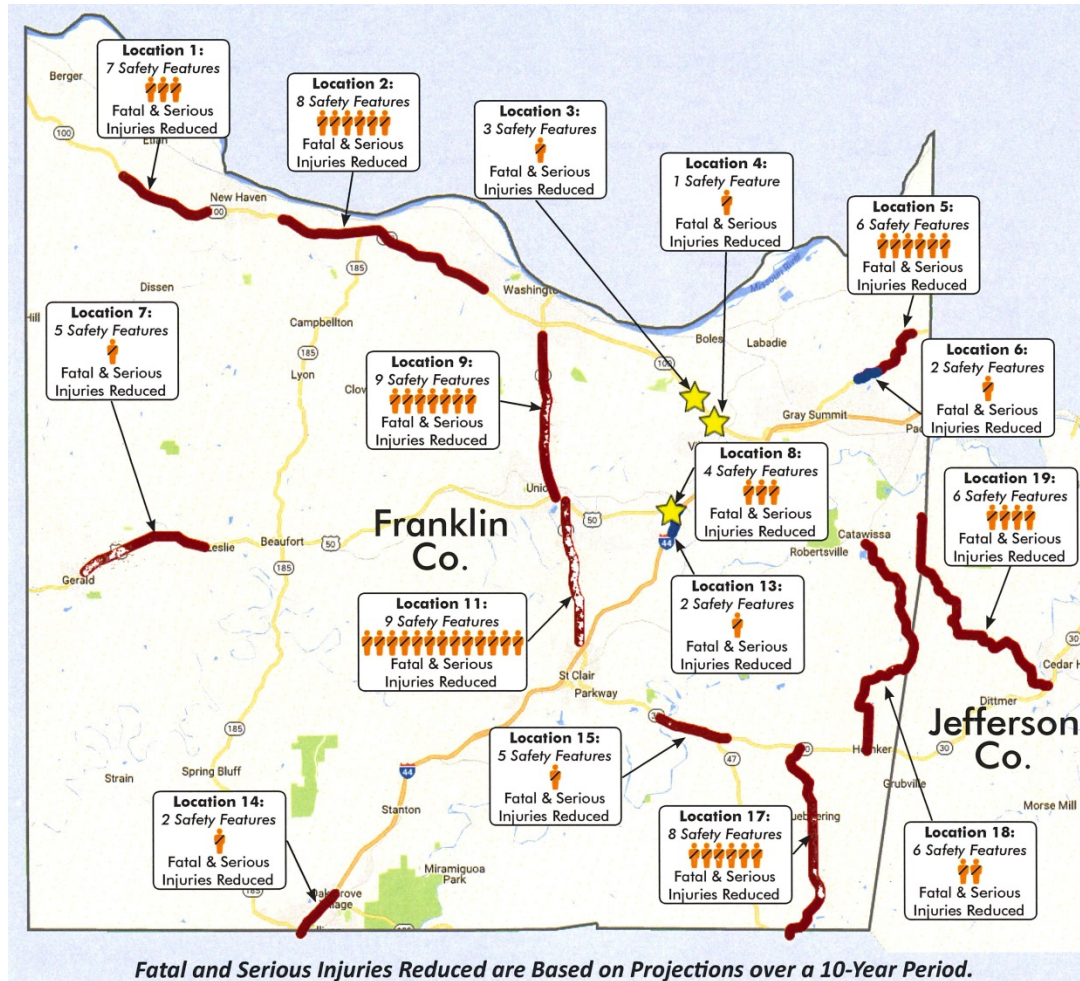 Location 1:
7 Safety Features
Fatal & Serious
Injuries Reduced
Location 2:
8 Safety Features
Fatal & Serious
Injuries Reduced
Location 3:
3 Safety Features
Fatal & Serious
Injuries Reduced
Location 4:
1 Safety Feature
Fatal & Serious
Injuries Reduced
Location 5:
6 Safety Features
Fatal & Serious
Injuries Reduced
Berger
100
New Haven
100
185
Washington
Missouri River
Boles
Labadie
100
Dissen
Hill
Location 7:
5 Safety Features
Fatal & Serious
Injuries Reduced
Campbellton
185
Lyon
Location 9:
9 Safety Features
Fatal & Serious
Injuries Reduced
Location 6:
2 Safety Features
Fatal & Serious
Injuries Reduced
Gray Summit
Location 8:
4 Safety Features
Fatal & Serious
Injuries Reduced
Location 19:
6 Safety Features
Fatal & Serious
Injuries Reduced
Union
50
Franklin
Co.
44
Catawissa
Robertsville
Leslie
Beaufort
50
185
Gerald
Location 11:
9 Safety Features
Fatal & Serious
Injuries Reduced
Location 13:
2 Safety Features
Fatal & Serious
Injuries Reduced
30
Cedar H
St Clair
Parkway
Dittmer
Jefferson
Co.
185
Location 15:
5 Safety Features
Fatal & Serious
Injuries Reduced
47
30
Grubville
Strain
Spring Bluff
44
Stanton
Morse Mill
Location 14:
2 Safety Features
Fatal & Serious
Injuries Reduced
Location 17:
8 Safety Features
Fatal & Serious
Injuries Reduced
Location 18:
6 Safety Features
Fatal & Serious
Injuries Reduced
Miramiguoa
Park
185
Fatal and Serious Injuries Reduced are Based on Projections over a 10-Year Period.